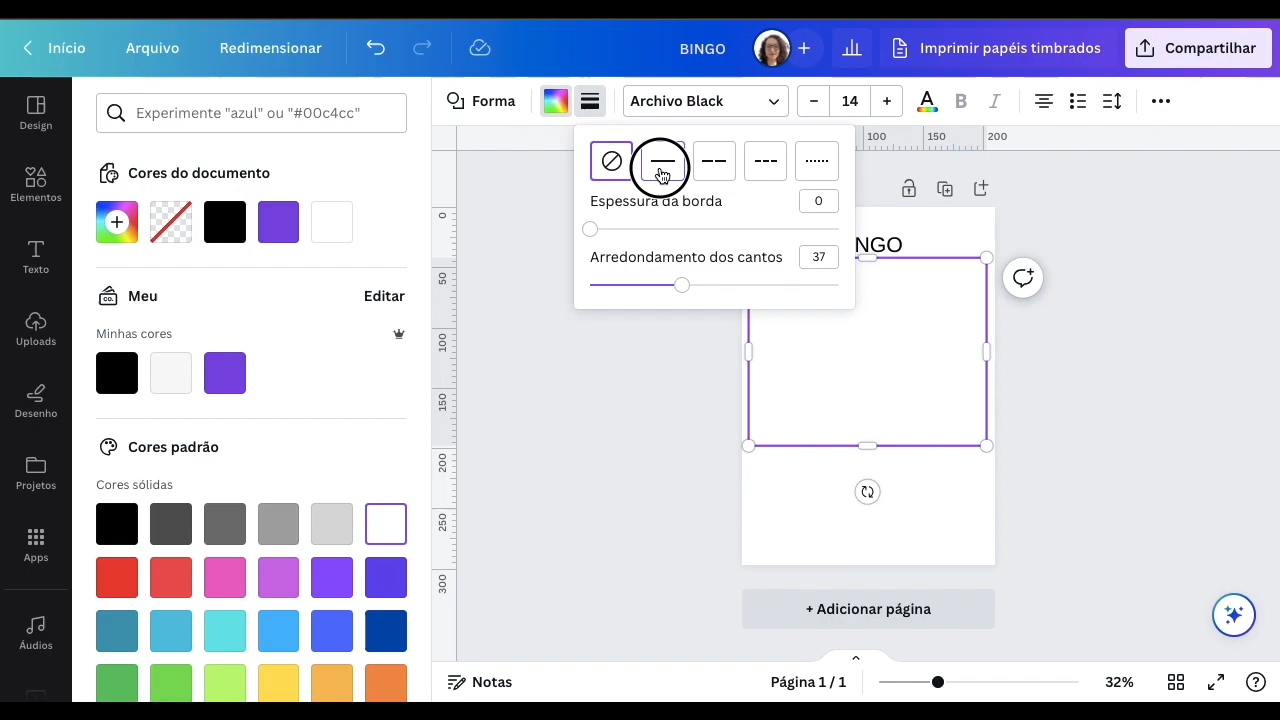 Início
Arquivo
Redimensionar
BINGO
Imprimir papéis timbrados
Compartilhar
Design
Elementos
Texto
Uploads
Desenho
Projetos
Apps
Áudios
Experimente "azul" ou "#00c4cc"
Cores do documento
Meu
Editar
Minhas cores
Cores padrão
Cores sólidas
Forma
Archivo Black
14
A
B
I
Espessura da borda
0
Arredondamento dos cantos
37
100
150
200
0
50
100
150
200
250
300
NGO
+ Adicionar página
Notas
Página 1 / 1
32%